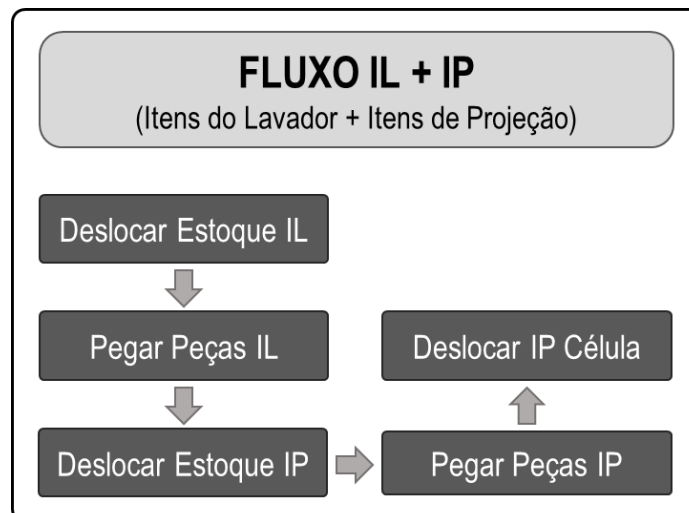 FLUXO IL + IP
(Itens do Lavador + Itens de Projeção)
Deslocar Estoque IL
Pegar Peças IL
Deslocar Estoque IP
Pegar Peças IP
Deslocar IP Célula